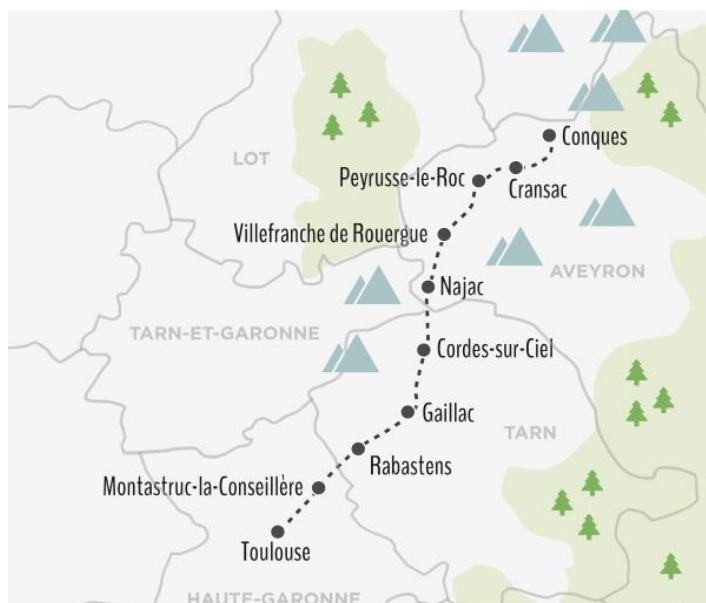 Conques
LOT
Cransac
Peyrusse-le-Roc
Villefranche de Rouergue
AVEYRON
Najac
TARN-ET-GARONNE
Cordes-sur-Ciel
Gaillac
TARN
Rabastens
Montastruc-la-Conseillère
Toulouse
HAUTE-GARONNE